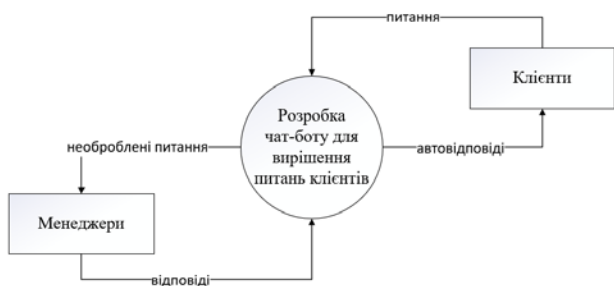 питання
Клієнти
Розробка
чат-боту для
вирішення
питань клієнтів
необроблені питання
автовідповіді
Менеджери
відповіді